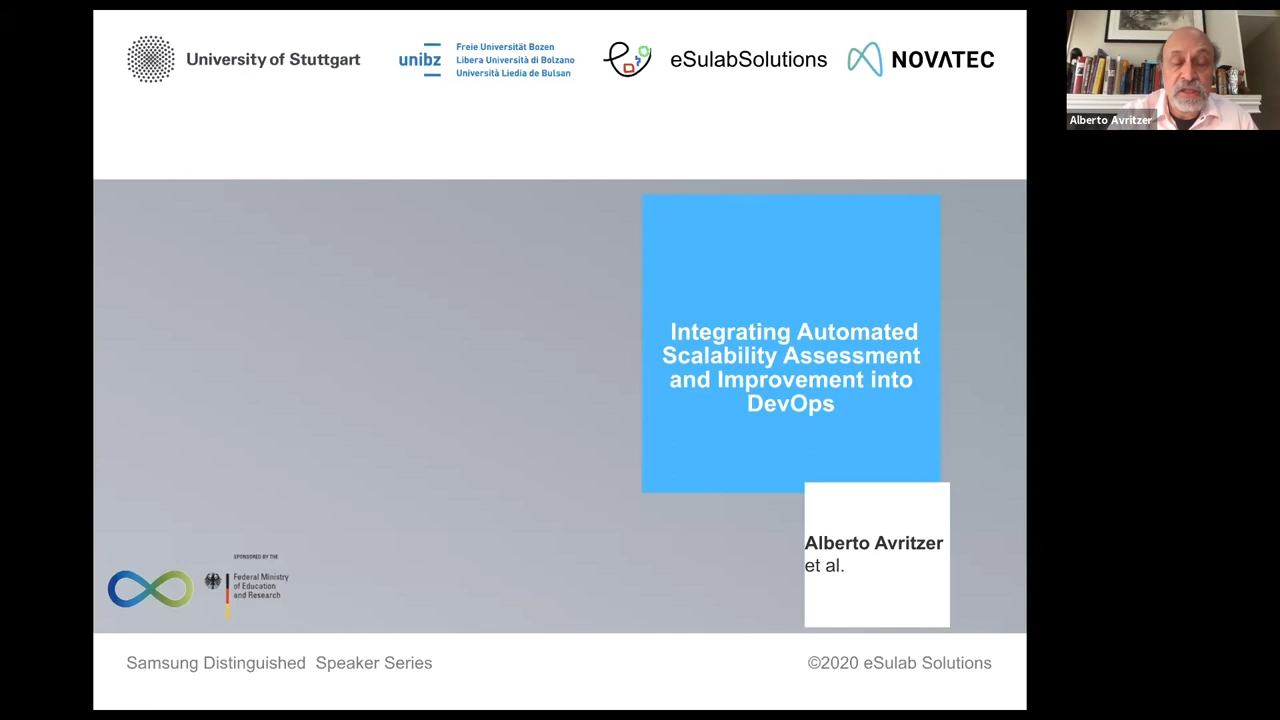 University of Stuttgart
unibz
Freie Universität Bozen
Libera Università di Bolzano
Università Liedia de Bulsan
eSulabSolutions
NOVATEC
Alberto Avritzer
Integrating Automated
Scalability Assessment
and Improvement into
DevOps
Alberto Avritzer
et al.
SPONSORED BY THE
Federal Ministry
of Education
and Research
Samsung Distinguished  Speaker Series
©2020 eSulab Solutions